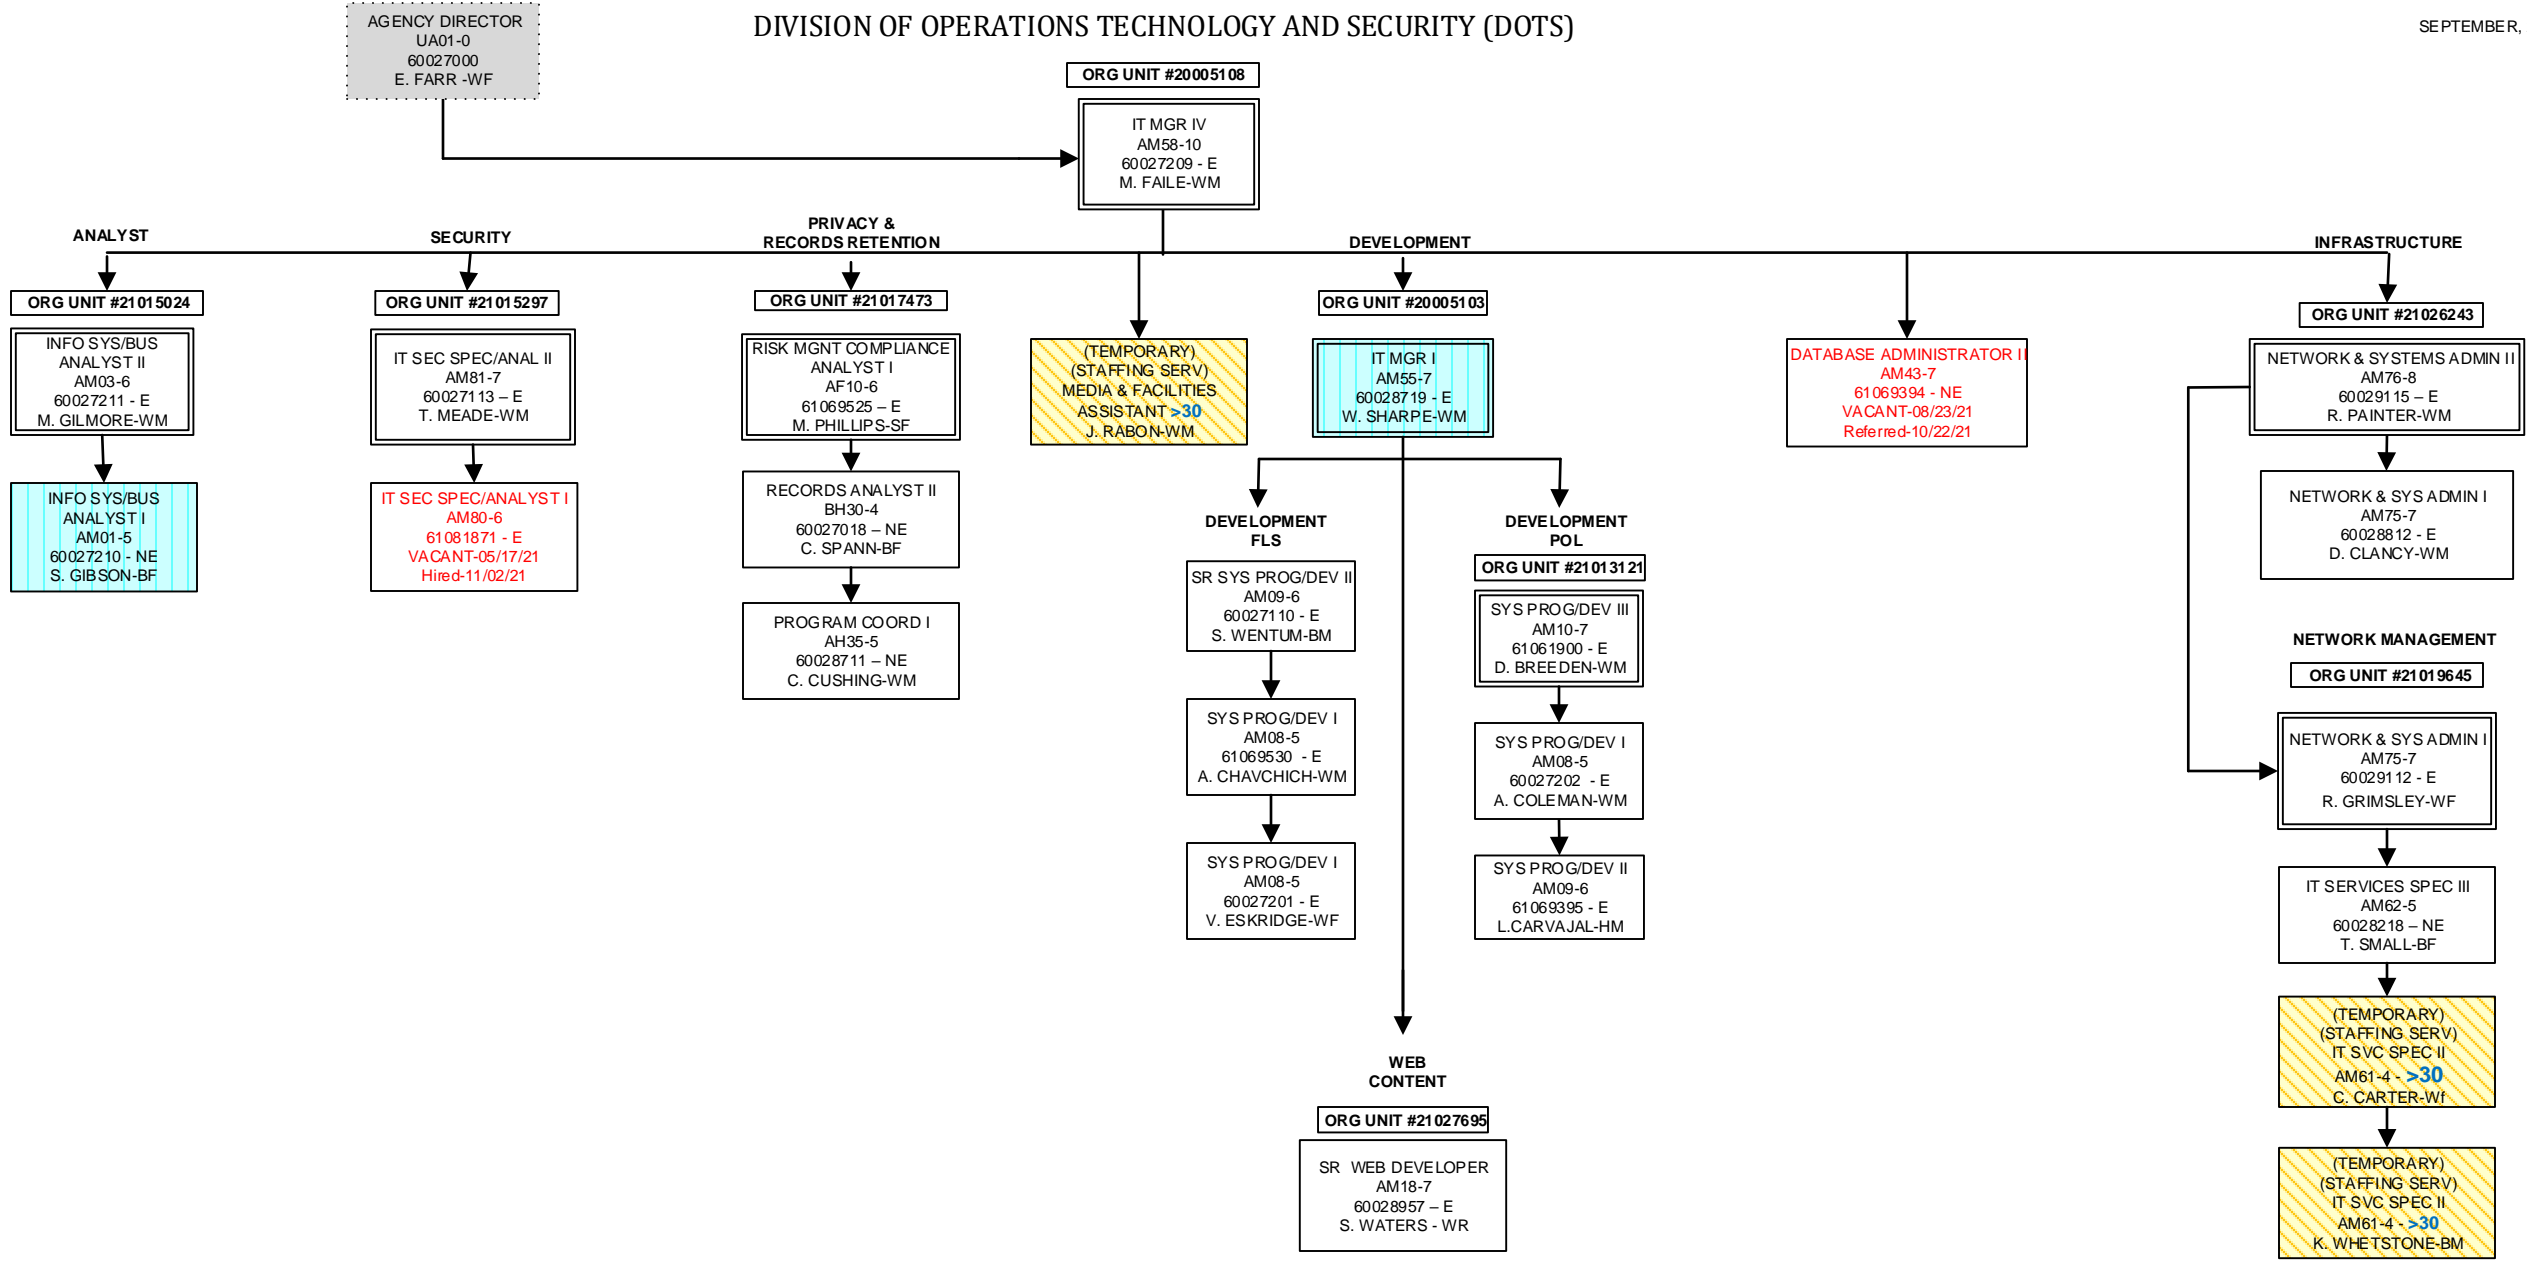 AGENCY DIRECTOR
UA01-0
60027000
E. FARR -WF
DIVISION OF OPERATIONS TECHNOLOGY AND SECURITY (DOTS)
SEPTEMBER,
ORG UNIT #20005108
IT MGR IV
AM58-10
60027209 - E
M. FAILE-WM
ANALYST
SECURITY
PRIVACY &
RECORDS RETENTION
DEVELOPMENT
INFRASTRUCTURE
ORG UNIT #21015024
INFO SYS/BUS
ANALYST II
AM03-6
60027211 - E
M. GILMORE-WM
INFO SYS/BUS
ANALYST I
AM01-5
60027210 - NE
S. GIBSON-BF
ORG UNIT #21015297
IT SEC SPEC/ANAL II
AM81-7
60027113 – E
T. MEADE-WM
IT SEC SPEC/ANALYST I
AM80-6
61081871 - E
VACANT-05/17/21
Hired-11/02/21
ORG UNIT #21017473
RISK MGNT COMPLIANCE
ANALYST I
AF10-6
61069525 – E
M. PHILLIPS-SF
RECORDS ANALYST II
BH30-4
60027018 – NE
C. SPANN-BF
PROGRAM COORD I
AH35-5
60028711 – NE
C. CUSHING-WM
(TEMPORARY)
(STAFFING SERV)
MEDIA & FACILITIES
ASSISTANT >30
J. RABON-WM
ORG UNIT #20005103
IT MGR I
AM55-7
60028719 - E
W. SHARPE-WM
DEVELOPMENT
FLS
SR SYS PROG/DEV II
AM09-6
60027110 - E
S. WENTUM-BM
SYS PROG/DEV I
AM08-5
61069530  - E
A. CHAVCHICH-WM
SYS PROG/DEV I
AM08-5
60027201 - E
V. ESKRIDGE-WF
DEVELOPMENT
POL
ORG UNIT #21013121
SYS PROG/DEV III
AM10-7
61061900 - E
D. BREEDEN-WM
SYS PROG/DEV I
AM08-5
60027202  - E
A. COLEMAN-WM
SYS PROG/DEV II
AM09-6
61069395 - E
L.CARVAJAL-HM
WEB
CONTENT
ORG UNIT #21027695
SR  WEB DEVELOPER
AM18-7
60028957 – E
S. WATERS - WR
DATABASE ADMINISTRATOR II
AM43-7
61069394 - NE
VACANT-08/23/21
Referred-10/22/21
ORG UNIT #21026243
NETWORK & SYSTEMS ADMIN II
AM76-8
60029115 – E
R. PAINTER-WM
NETWORK & SYS ADMIN I
AM75-7
60028812 - E
D. CLANCY-WM
NETWORK MANAGEMENT
ORG UNIT #21019645
NETWORK & SYS ADMIN I
AM75-7
60029112 - E
R. GRIMSLEY-WF
IT SERVICES SPEC III
AM62-5
60028218 – NE
T. SMALL-BF
(TEMPORARY)
(STAFFING SERV)
IT SVC SPEC II
AM61-4 - >30
C. CARTER-Wf
(TEMPORARY)
(STAFFING SERV)
IT SVC SPEC II
AM61-4 - >30
K. WHETSTONE-BM